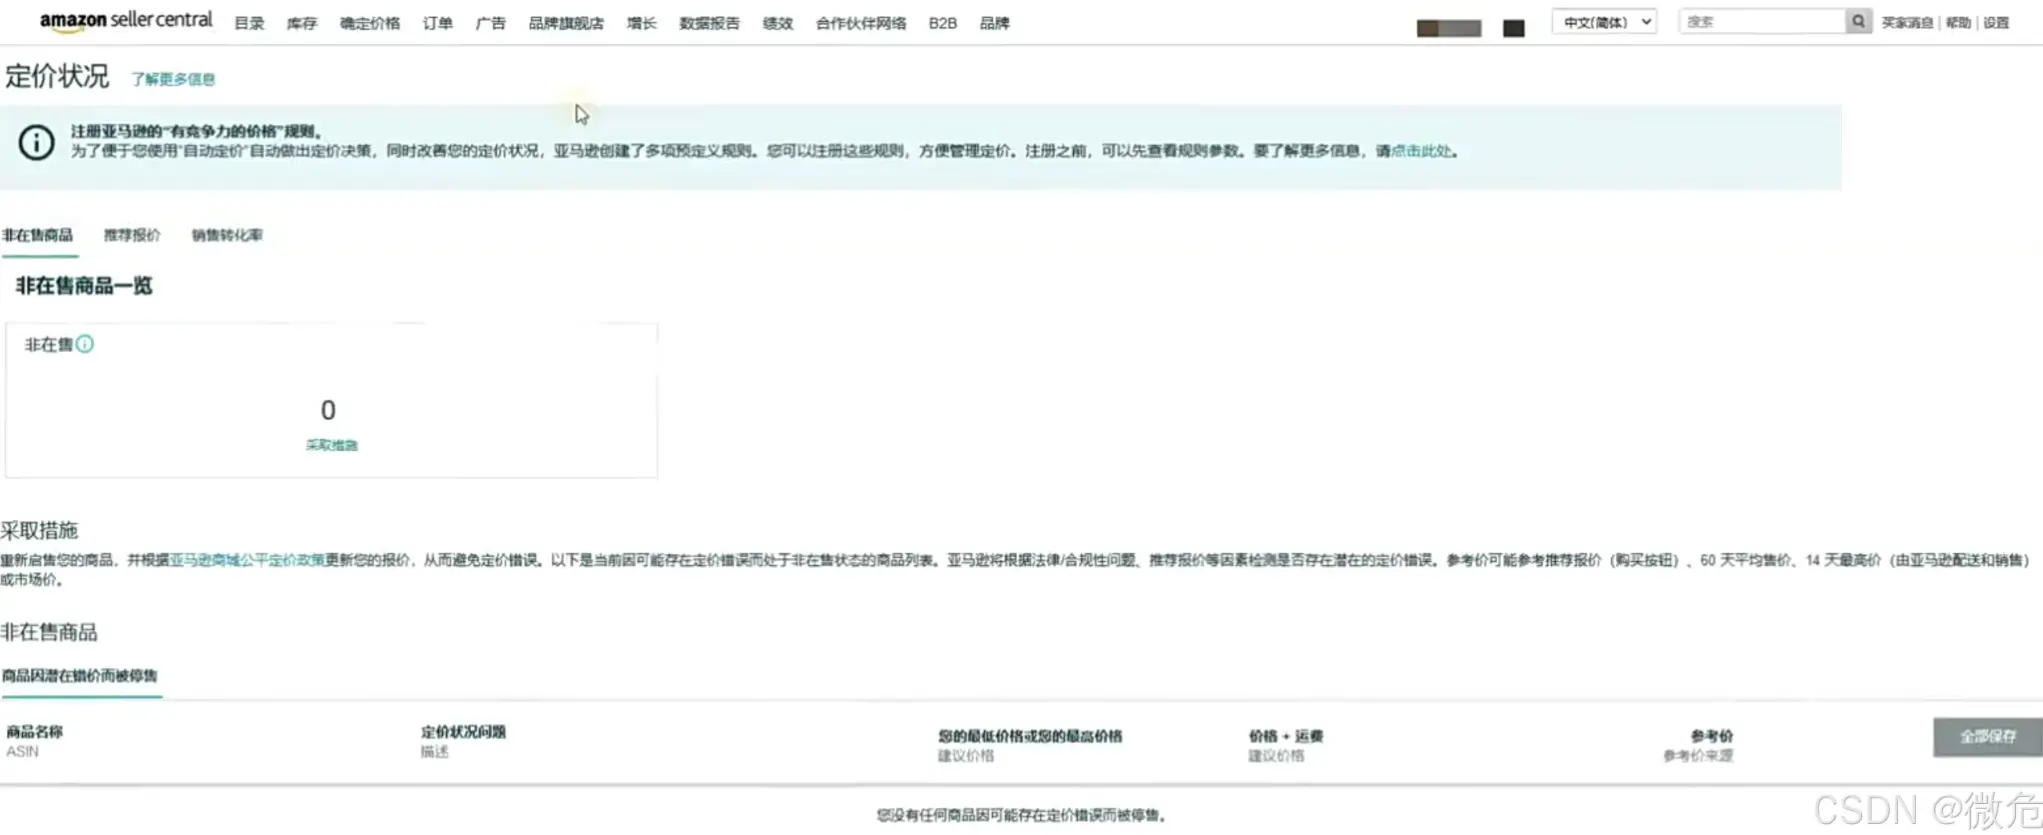 amazon seller central 目录 库存 确定价格 订单 广告 品牌旗舰店 增长 数据报告 绩效 合作伙伴网络 B2B 品牌 中文(简体) 搜索 买家消息 | 帮助 | 设置
定价状况 了解更多信息
注册亚马逊的“有竞争力的价格”规则。
为了便于您使用“自动定价”自动做出定价决策，同时改善您的定价状况，亚马逊创建了多项预定义规则。您可以注册这些规则，方便管理定价。注册之前，可以先查看规则参数。要了解更多信息，请点击此处。
非在售商品 推荐报价 销售转化率
非在售商品一览
非在售
0
采取措施
采取措施
重新启售您的商品，并根据亚马逊商城公平定价政策更新您的报价，从而避免定价错误。以下是当前因可能存在定价错误而处于非在售状态的商品列表。亚马逊将根据法律/合规性问题、推荐报价等因素检测是否存在潜在的定价错误。参考价可能参考推荐报价（购买按钮）、60 天平均售价、14 天最高价（由亚马逊配送和销售）
或市场价。
非在售商品
商品因潜在错价而被停售
商品名称 定价状况问题 您的最低价格或您的最高价格 价格 + 运费 参考价 全部保存
ASIN 描述 建议价格 建议价格 参考价来源
您没有任何商品因可能存在定价错误而被停售。
CSDN @微危